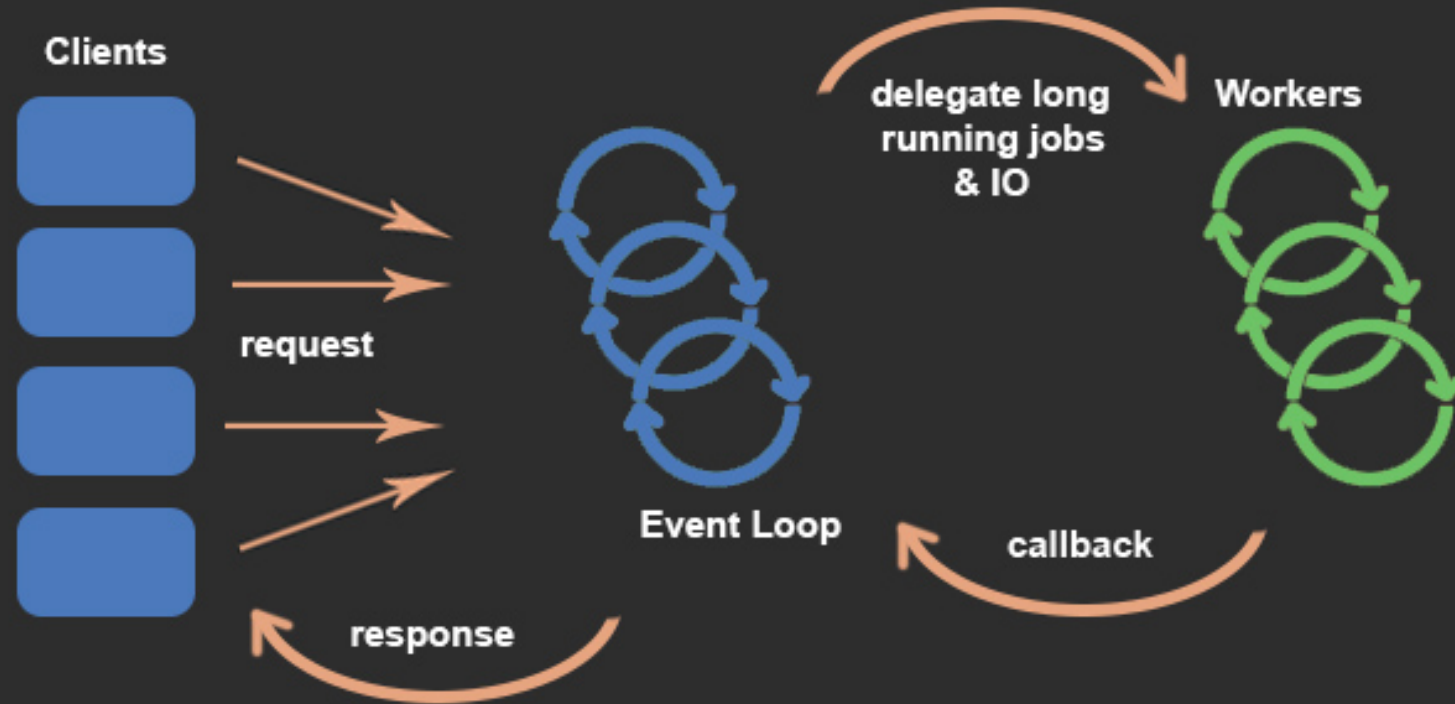 Clients
request
delegate long
running jobs
& IO
Workers
Event Loop
callback
response